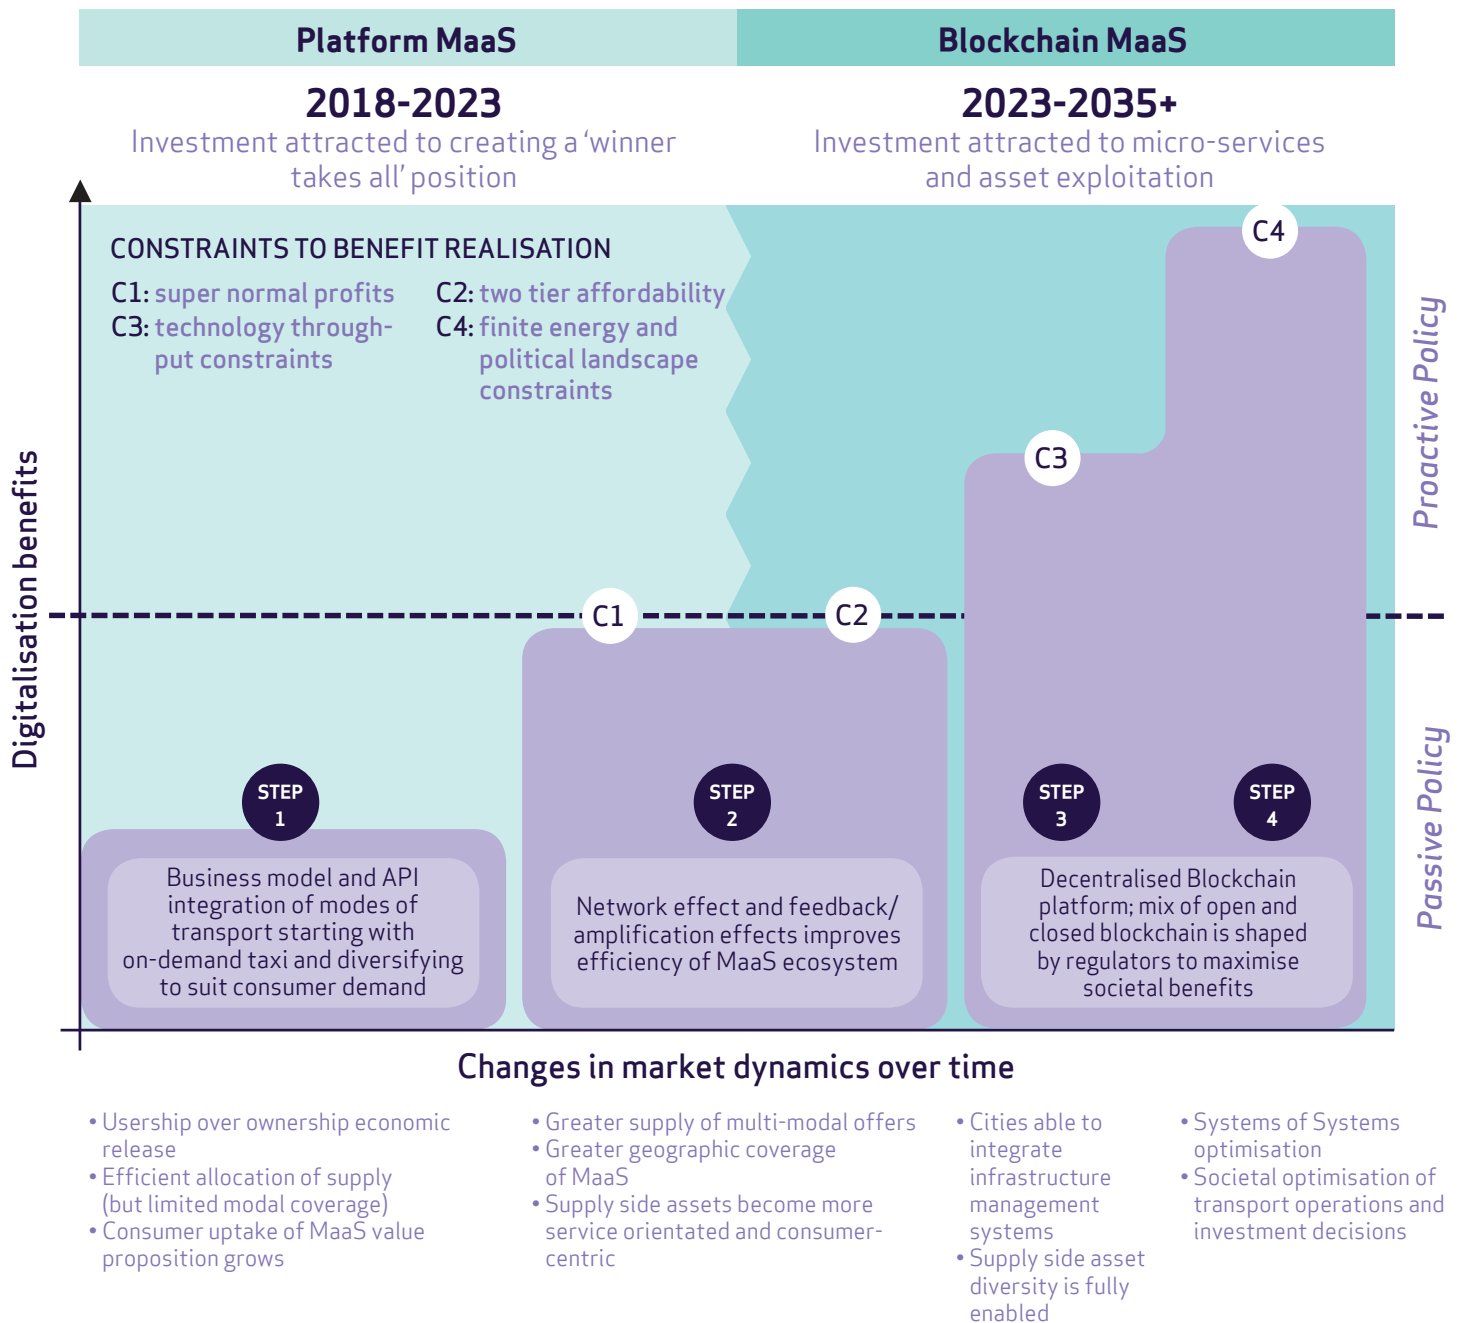 Platform MaaS
Blockchain MaaS
2018-2023
Investment attracted to creating a ‘winner
takes all’ position
2023-2035+
Investment attracted to micro-services
and asset exploitation
CONSTRAINTS TO BENEFIT REALISATION
C1: super normal profits
C2: two tier affordability
C3: technology through-
put constraints
C4: finite energy and
political landscape
constraints
C4
C3
C1
C2
Digitalisation benefits
Proactive Policy
Passive Policy
STEP
1
STEP
2
STEP
3
STEP
4
Business model and API
integration of modes of
transport starting with
on-demand taxi and diversifying
to suit consumer demand
Network effect and feedback/
amplification effects improves
efficiency of MaaS ecosystem
Decentralised Blockchain
platform; mix of open and
closed blockchain is shaped
by regulators to maximise
societal benefits
Changes in market dynamics over time
• Usership over ownership economic
release
• Efficient allocation of supply
(but limited modal coverage)
• Consumer uptake of MaaS value
proposition grows
• Greater supply of multi-modal offers
• Greater geographic coverage
of MaaS
• Supply side assets become more
service orientated and consumer-
centric
• Cities able to
integrate
infrastructure
management
systems
• Supply side asset
diversity is fully
enabled
• Systems of Systems
optimisation
• Societal optimisation of
transport operations and
investment decisions